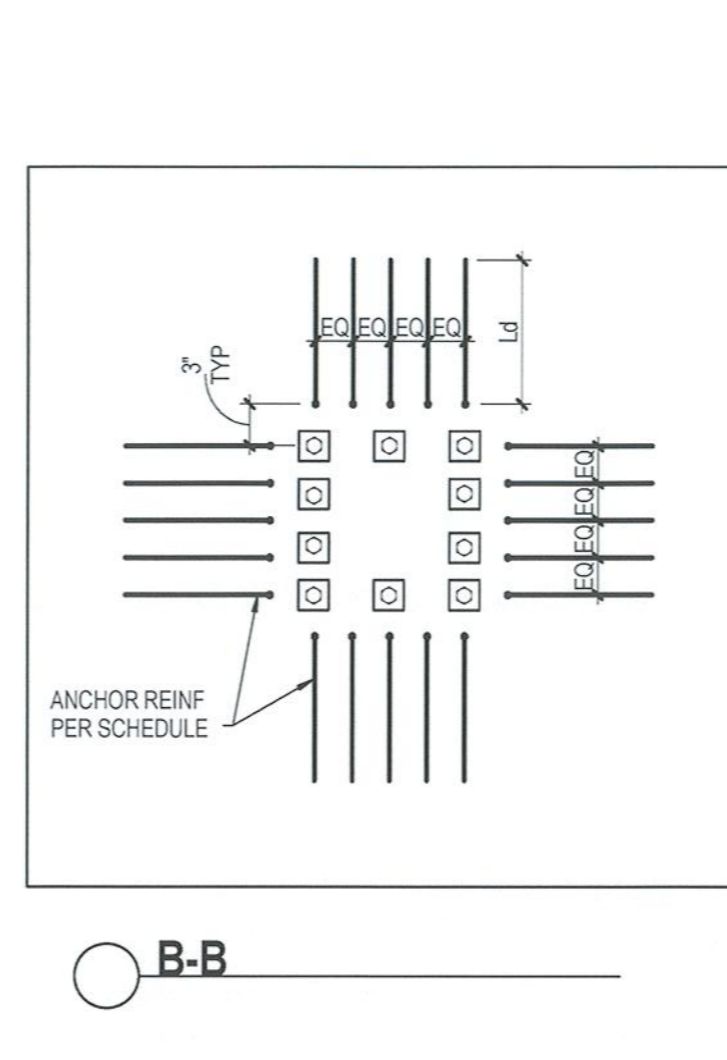 EQ EQ EQ EQ
Ld
3"
TYP
EQ EQ EQ EQ
ANCHOR REINF
PER SCHEDULE
B-B